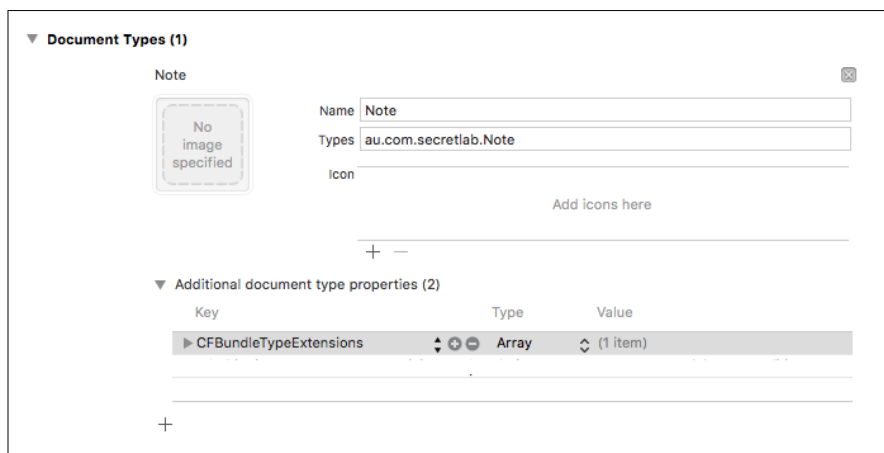 Document Types (1)
Note
No
image
specified
Name Note
Types au.com.secretlab.Note
Icon
Add icons here
Additional document type properties (2)
Key Type Value
CFBundleTypeExtensions Array (1 item)